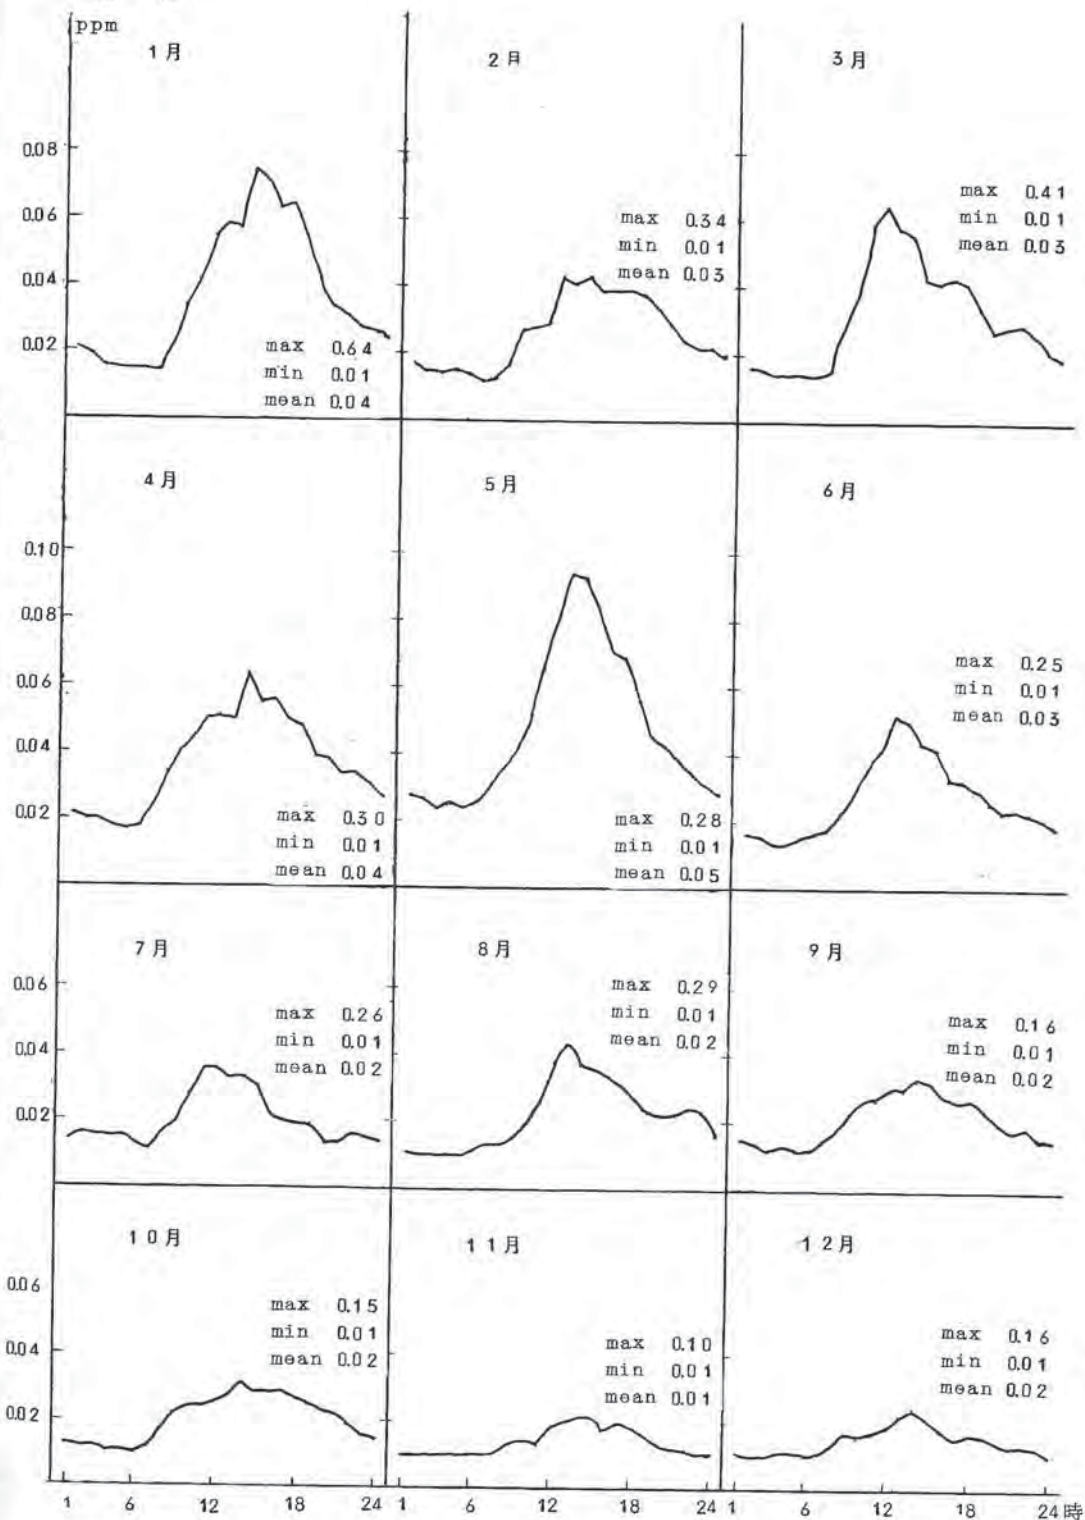 ppm
1月
2月
3月
0.08
0.06
0.04
0.02
max 0.64
min 0.01
mean 0.04
max 0.34
min 0.01
mean 0.03
max 0.41
min 0.01
mean 0.03
4月
5月
6月
0.10
0.08
0.06
0.04
0.02
max 0.30
min 0.01
mean 0.04
max 0.28
min 0.01
mean 0.05
max 0.25
min 0.01
mean 0.03
7月
8月
9月
0.06
0.04
0.02
max 0.26
min 0.01
mean 0.02
max 0.29
min 0.01
mean 0.02
max 0.16
min 0.01
mean 0.02
10月
11月
12月
0.06
0.04
0.02
max 0.15
min 0.01
mean 0.02
max 0.10
min 0.01
mean 0.01
max 0.16
min 0.01
mean 0.02
1 6 12 18 24 1 6 12 18 24 1 6 12 18 24時